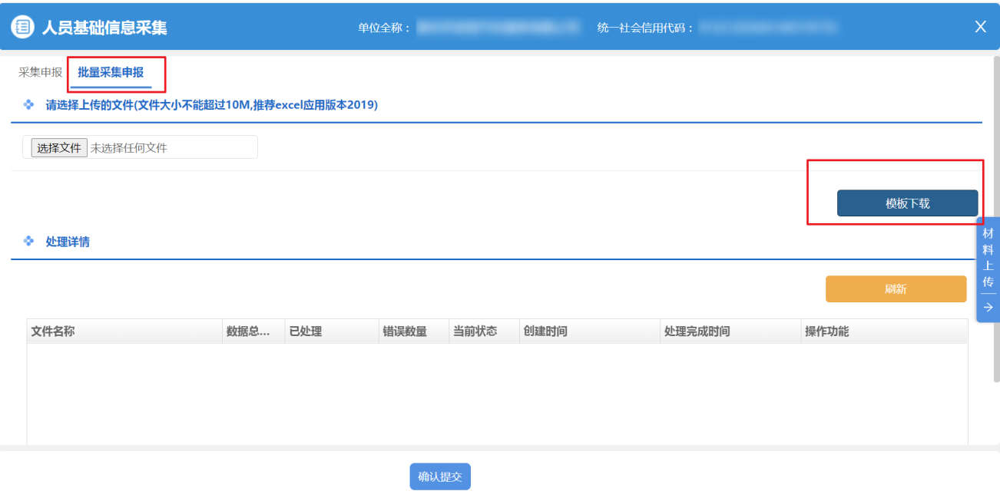 人员基础信息采集 单位全称： 统一社会信用代码： X
采集申报 批量采集申报
请选择上传的文件(文件大小不能超过10M,推荐excel应用版本2019)
选择文件 未选择任何文件
模板下载
处理详情
材料上传
刷新
文件名称 数据总... 已处理 错误数量 当前状态 创建时间 处理完成时间 操作功能
确认提交